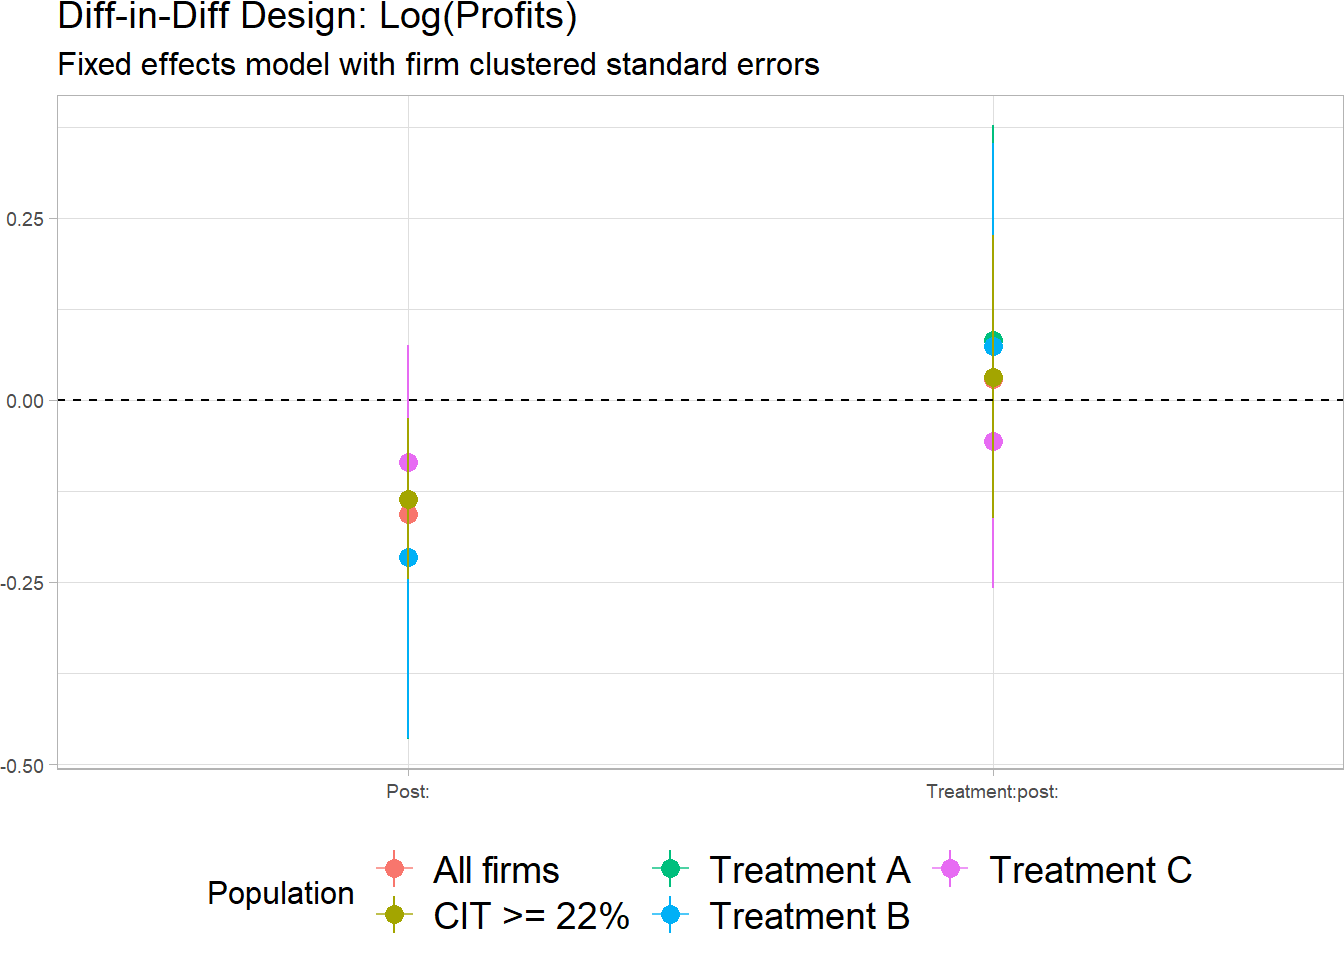 Diff-in-Diff Design: Log(Profits)
Fixed effects model with firm clustered standard errors
0.25
0.00
-0.25
-0.50
Post:
Treatment:post:
Population
All firms
Treatment A
Treatment C
CIT >= 22%
Treatment B